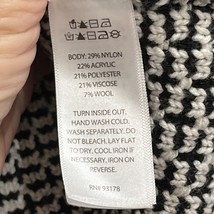 BODY: 29% NYLON
22% ACRYLIC
21% POLYESTER
21% VISCOSE
7% WOOL
TURN INSIDE OUT.
HAND WASH COLD.
WASH SEPARATELY. DO
NOT BLEACH. LAY FLAT
TO DRY, COOL IRON IF
NECESSARY, IRON ON
REVERSE.
RN# 93178